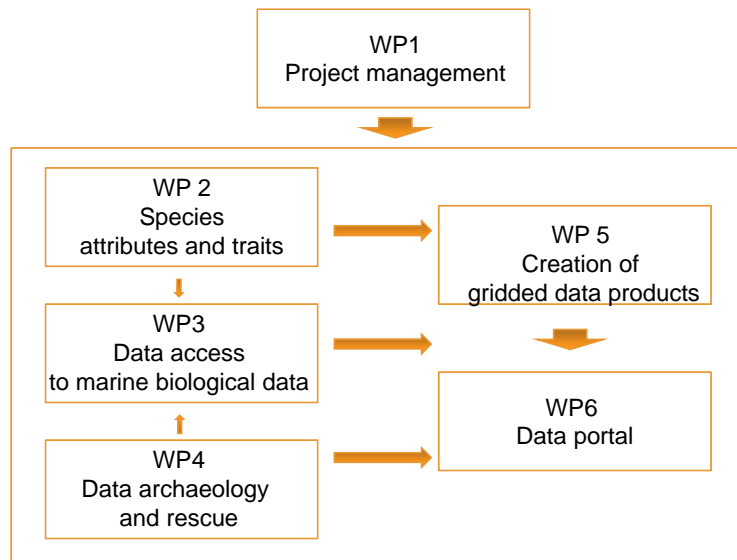 WP1
Project management
WP 2
Species
attributes and traits
WP3
Data access
to marine biological data
WP4
Data archaeology
and rescue
WP 5
Creation of
gridded data products
WP6
Data portal